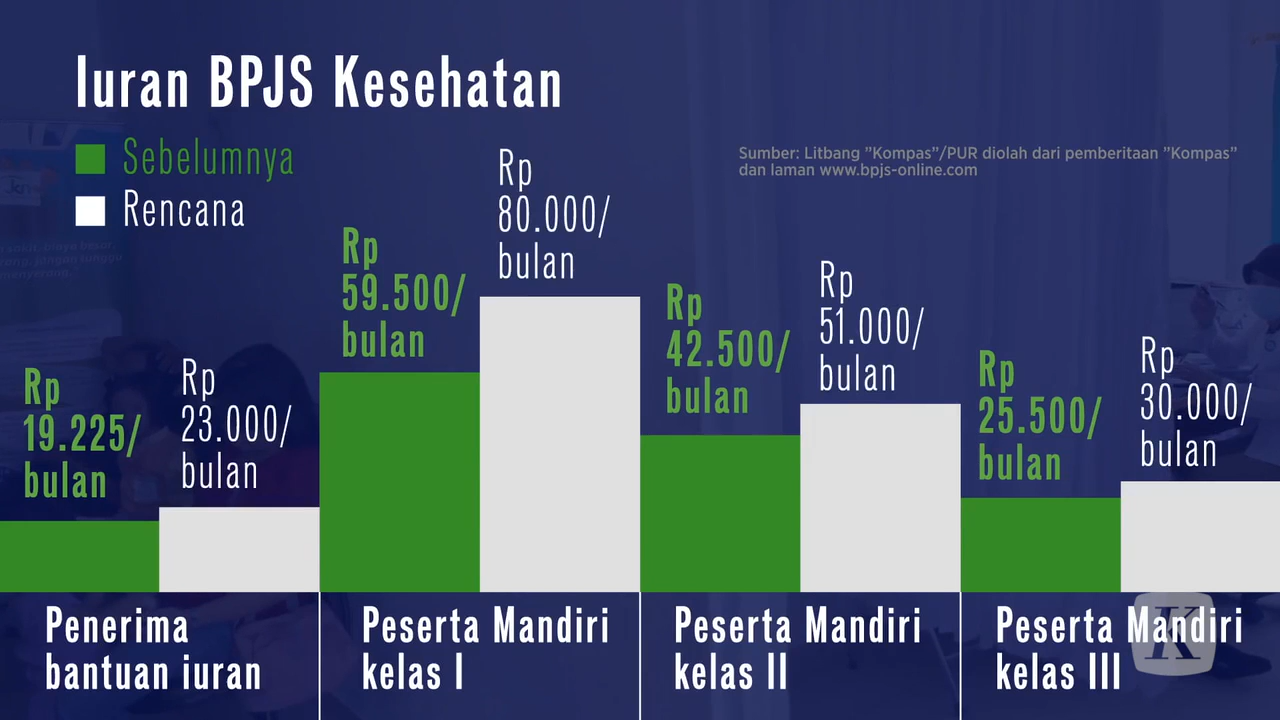 Iuran BPJS Kesehatan
Sebelumnya
Rencana
Sumber: Litbang ”Kompas”/PUR diolah dari pemberitaan ”Kompas”
dan laman www.bpjs-online.com
Rp
19.225/
bulan
Rp
23.000/
bulan
Rp
59.500/
bulan
Rp
80.000/
bulan
Rp
42.500/
bulan
Rp
51.000/
bulan
Rp
25.500/
bulan
Rp
30.000/
bulan
Penerima
bantuan iuran
Peserta Mandiri
kelas I
Peserta Mandiri
kelas II
Peserta Mandiri
kelas III
K